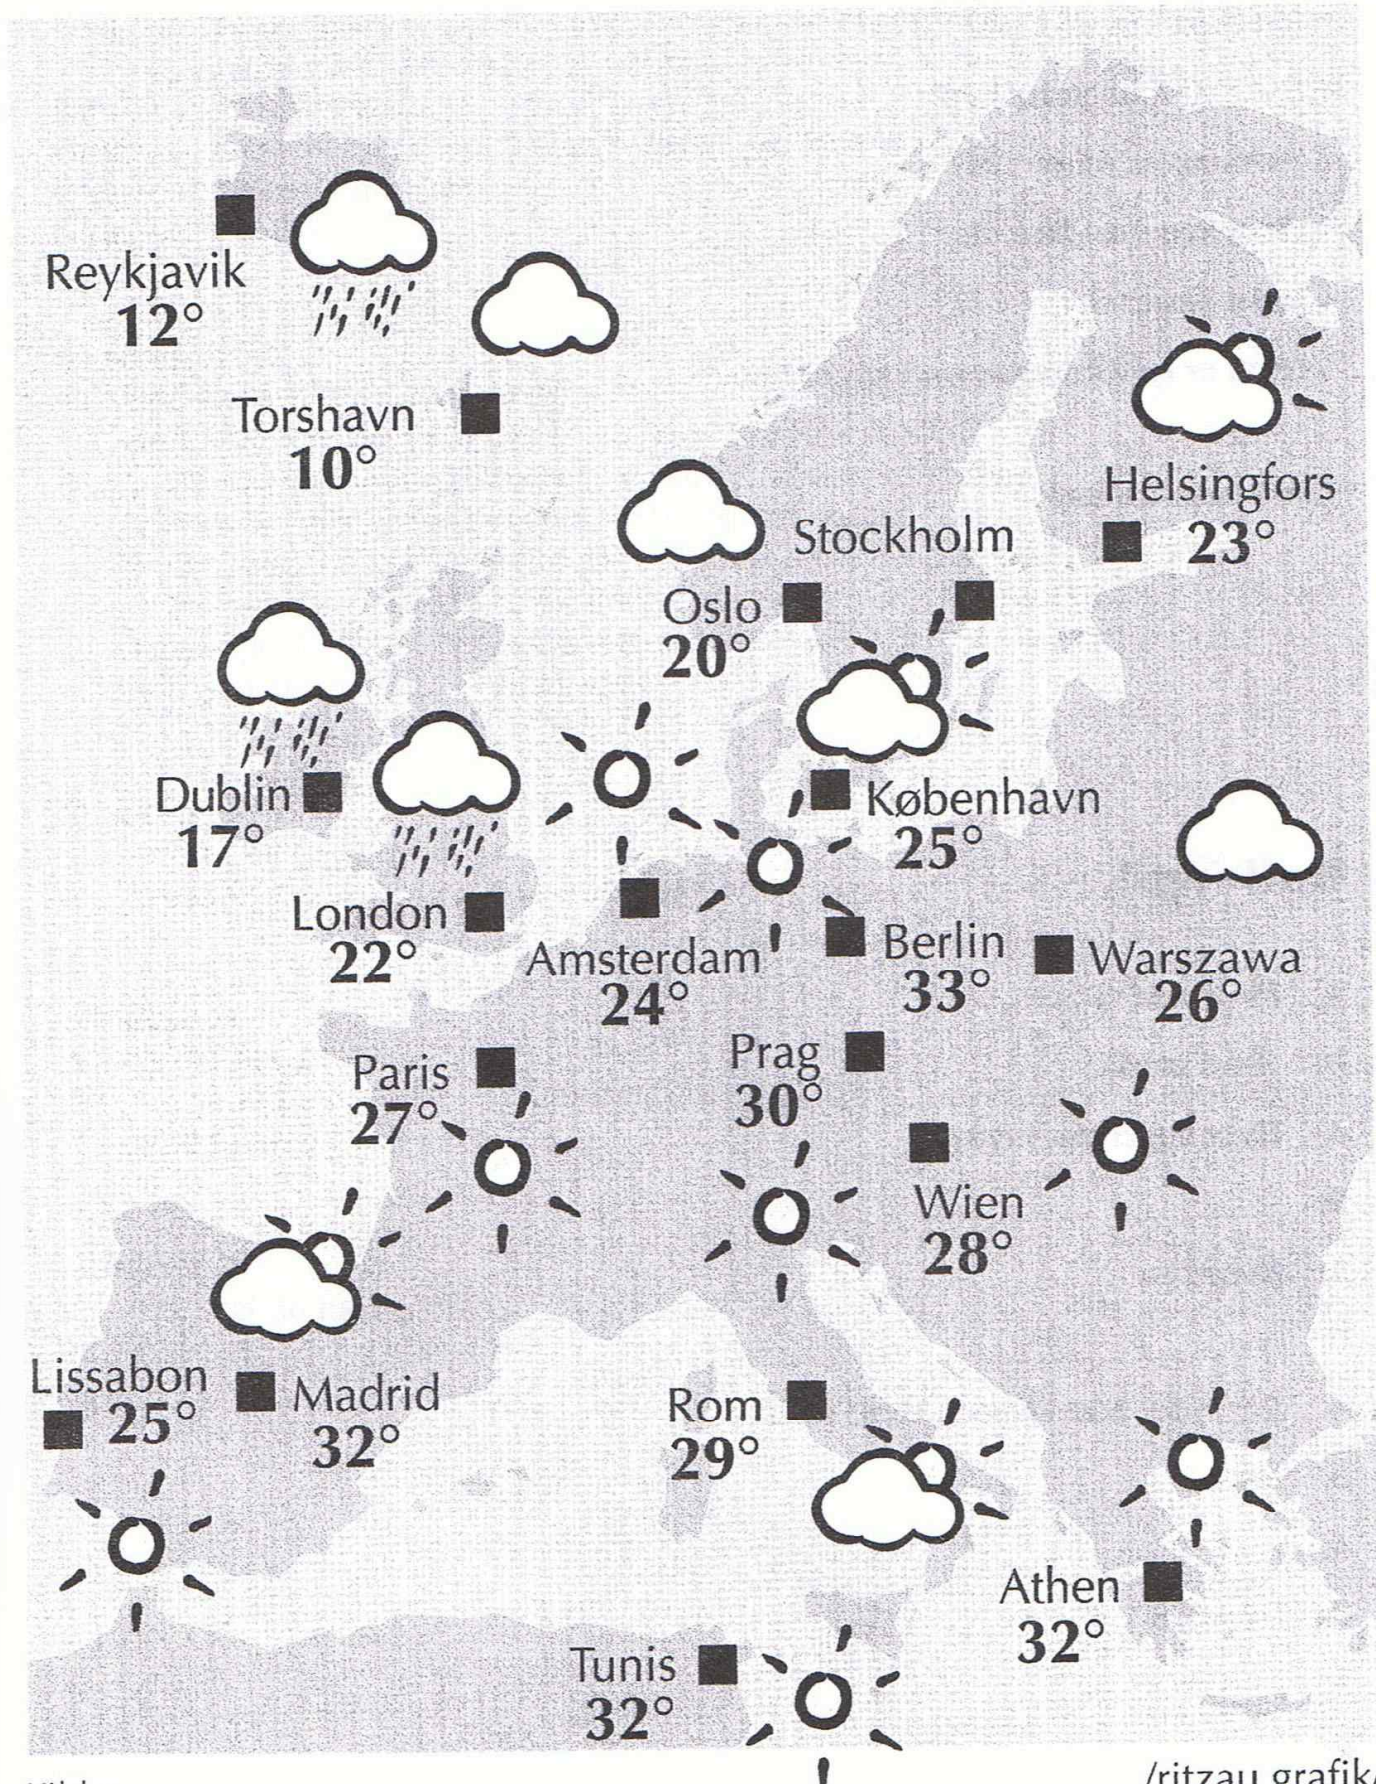 Reykjavik
12°
Torshavn
10°
Helsingfors
23°
Stockholm
Oslo
20°
Dublin
17°
København
25°
London
22°
Amsterdam
24°
Berlin
33°
Warszawa
26°
Paris
27°
Prag
30°
Wien
28°
Lissabon
25°
Madrid
32°
Rom
29°
Athen
32°
Tunis
32°
/ritzau grafik/